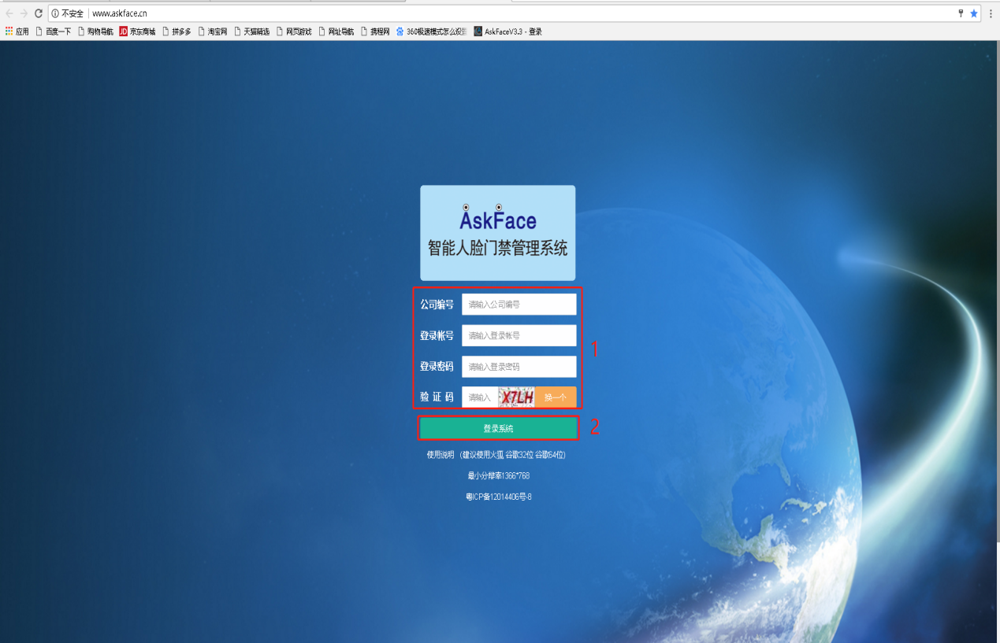 不安全 www.askface.cn
应用 百度一下 购物导航 JD 京东商城 拼多多 淘宝网 天猫精选 网页游戏 网址导航 携程网 360极速模式怎么设置 AskFaceV3.3 - 登录
AskFace
智能人脸门禁管理系统
公司编号 请输入公司编号
登录帐号 请输入登录帐号
1
登录密码 请输入登录密码
验 证 码 请输入 X7LH 换一个
登录系统 2
使用说明 (建议使用火狐 谷歌32位 谷歌64位)
最小分辩率1366*768
粤ICP备12014406号-8